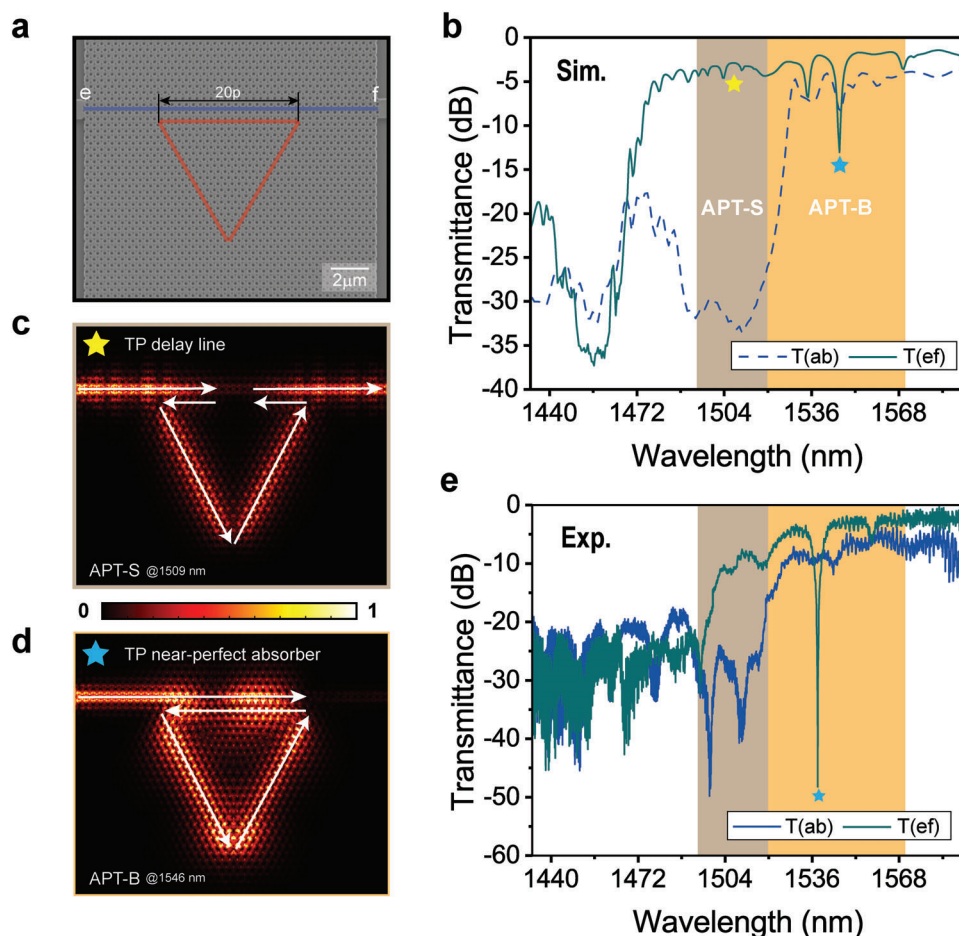 a
e
f
20p
2μm
b
Sim.
APT-S
APT-B
T(ab)
T(ef)
Transmittance (dB)
0
-5
-10
-15
-20
-25
-30
-35
-40
1440
1472
1504
1536
1568
Wavelength (nm)
c
TP delay line
APT-S @1509 nm
0
1
d
TP near-perfect absorber
APT-B @1546 nm
e
Exp.
T(ab)
T(ef)
Transmittance (dB)
0
-10
-20
-30
-40
-50
-60
1440
1472
1504
1536
1568
Wavelength (nm)